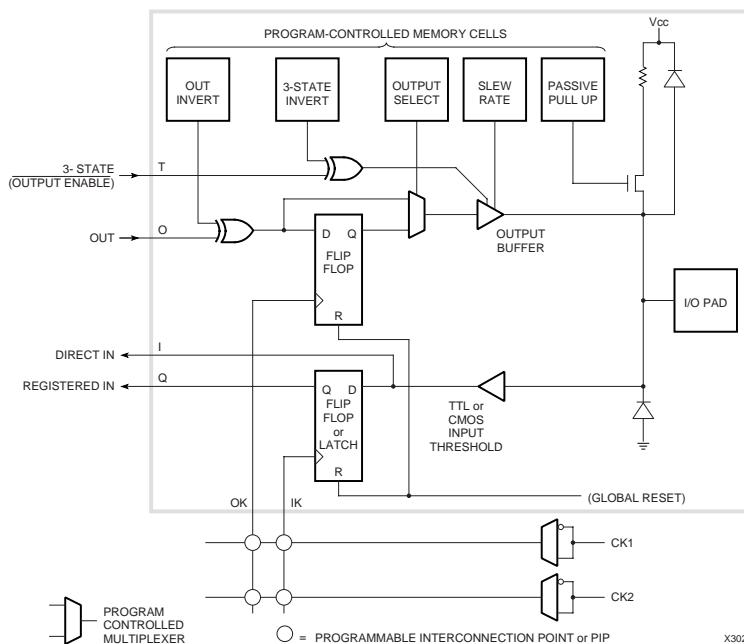 PROGRAM-CONTROLLED MEMORY CELLS
Vcc
OUT
INVERT
3-STATE
INVERT
OUTPUT
SELECT
SLEW
RATE
PASSIVE
PULL UP
3- STATE
(OUTPUT ENABLE)
T
OUT
O
D Q
FLIP
FLOP
R
OUTPUT
BUFFER
I/O PAD
DIRECT IN
I
REGISTERED IN
Q
Q D
FLIP
FLOP
or
LATCH
R
TTL or
CMOS
INPUT
THRESHOLD
OK
IK
(GLOBAL RESET)
CK1
CK2
PROGRAM
CONTROLLED
MULTIPLEXER
= PROGRAMMABLE INTERCONNECTION POINT or PIP
X302